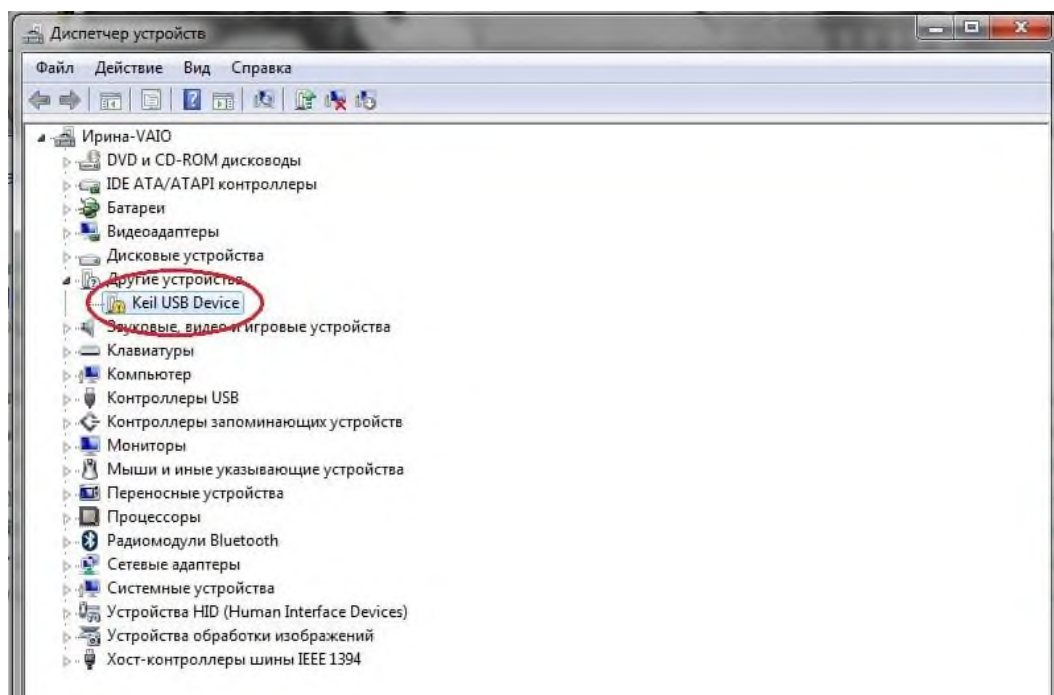 Диспетчер устройств
Файл Действие Вид Справка
Ирина-VAIO
DVD и CD-ROM дисководы
IDE ATA/ATAPI контроллеры
Батареи
Видеоадаптеры
Дисковые устройства
Другие устройства
Keil USB Device
Звуковые, видео и игровые устройства
Клавиатуры
Компьютер
Контроллеры USB
Контроллеры запоминающих устройств
Мониторы
Мыши и иные указывающие устройства
Переносные устройства
Процессоры
Радиомодули Bluetooth
Сетевые адаптеры
Системные устройства
Устройства HID (Human Interface Devices)
Устройства обработки изображений
Хост-контроллеры шины IEEE 1394